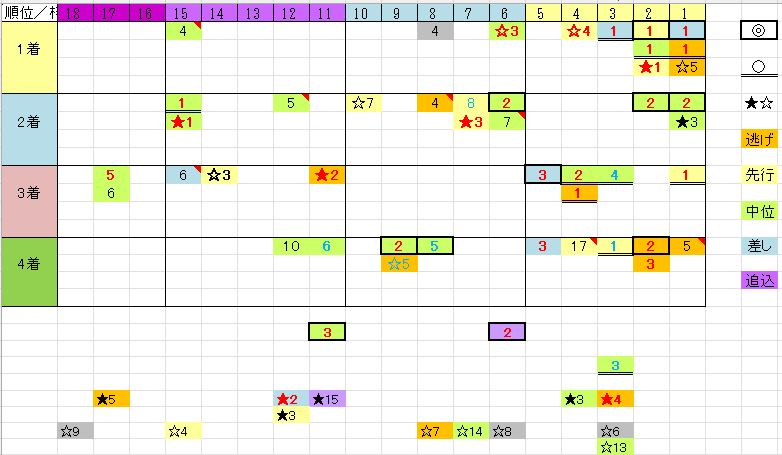 順位／枠 18 17 16 15 14 13 12 11 10 9 8 7 6 5 4 3 2 1
1着 4 4 ☆3 ☆4 1 1 1 ◎
1 1
★1 ☆5 ○
2着 1 5 ☆7 4 8 2 2 2 ★☆
★1 ★3 7 ★3
逃げ
3着 5 6 ☆3 ★2 3 2 4 1 先行
6 1
中位
4着 10 6 2 5 3 17 1 2 5 差し
☆5 3
追込
3 2
3
★5 ★2 ★15 ★3 ★4
★3
☆9 ☆4 ☆7 ☆14 ☆8 ☆6
☆13